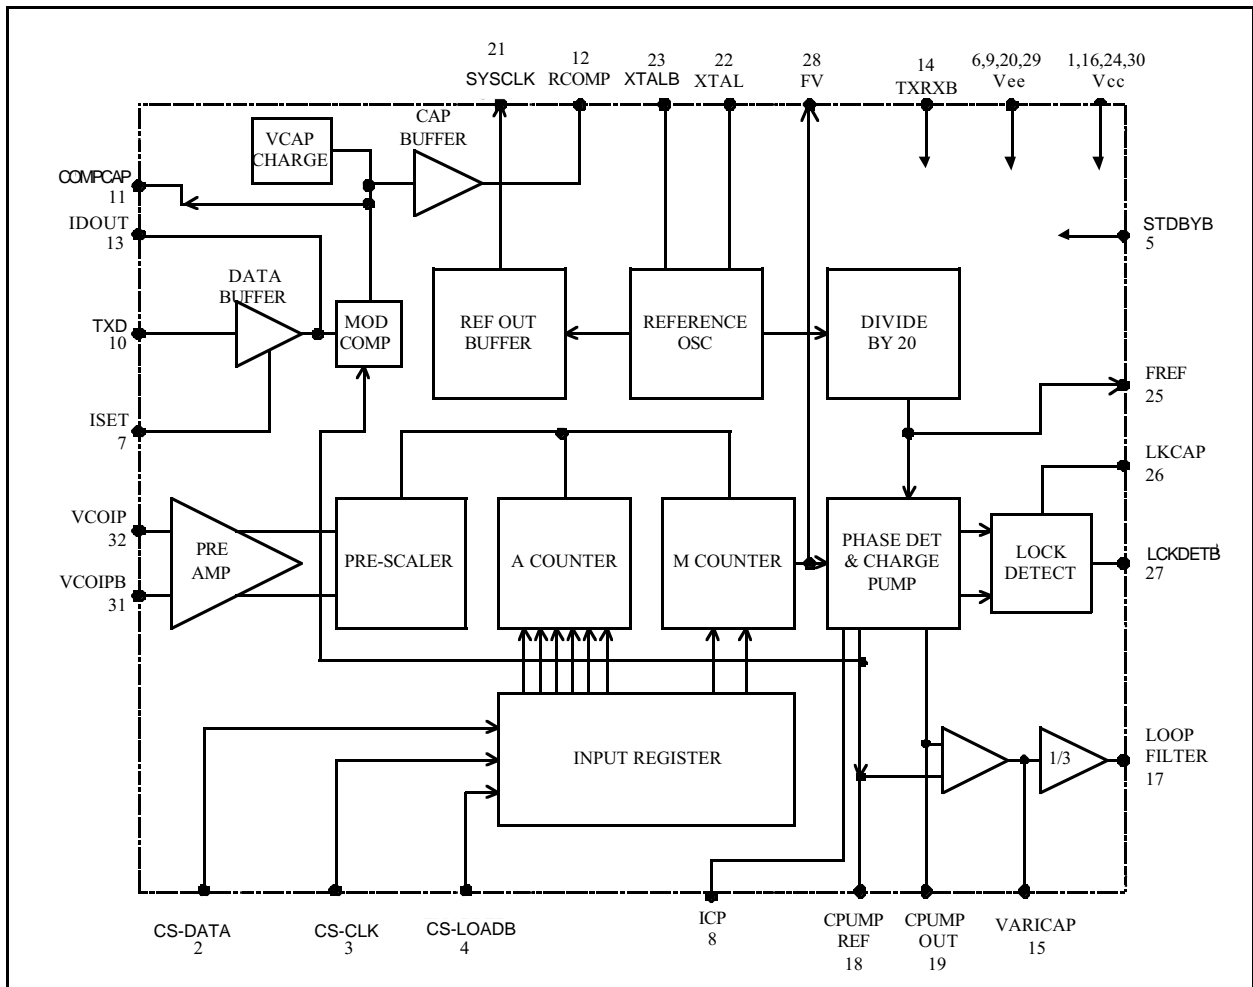 21
SYSCLK
12
RCOMP
23
XTALB
22
XTAL
28
FV
14
TXRXB
6,9,20,29
Vee
1,16,24,30
Vcc
VCAP
CHARGE
CAP
BUFFER
COMPCAP
11
IDOUT
13
STDBYB
5
DATA
BUFFER
TXD
10
MOD
COMP
REF OUT
BUFFER
REFERENCE
OSC
DIVIDE
BY 20
FREF
25
ISET
7
LKCAP
26
VCOIP
32
VCOIPB
31
PRE
AMP
PRE-SCALER
A COUNTER
M COUNTER
PHASE DET
& CHARGE
PUMP
LOCK
DETECT
LCKDETB
27
INPUT REGISTER
1/3
LOOP
FILTER
17
CS-DATA
2
CS-CLK
3
CS-LOADB
4
ICP
8
CPUMP
REF
18
CPUMP
OUT
19
VARICAP
15